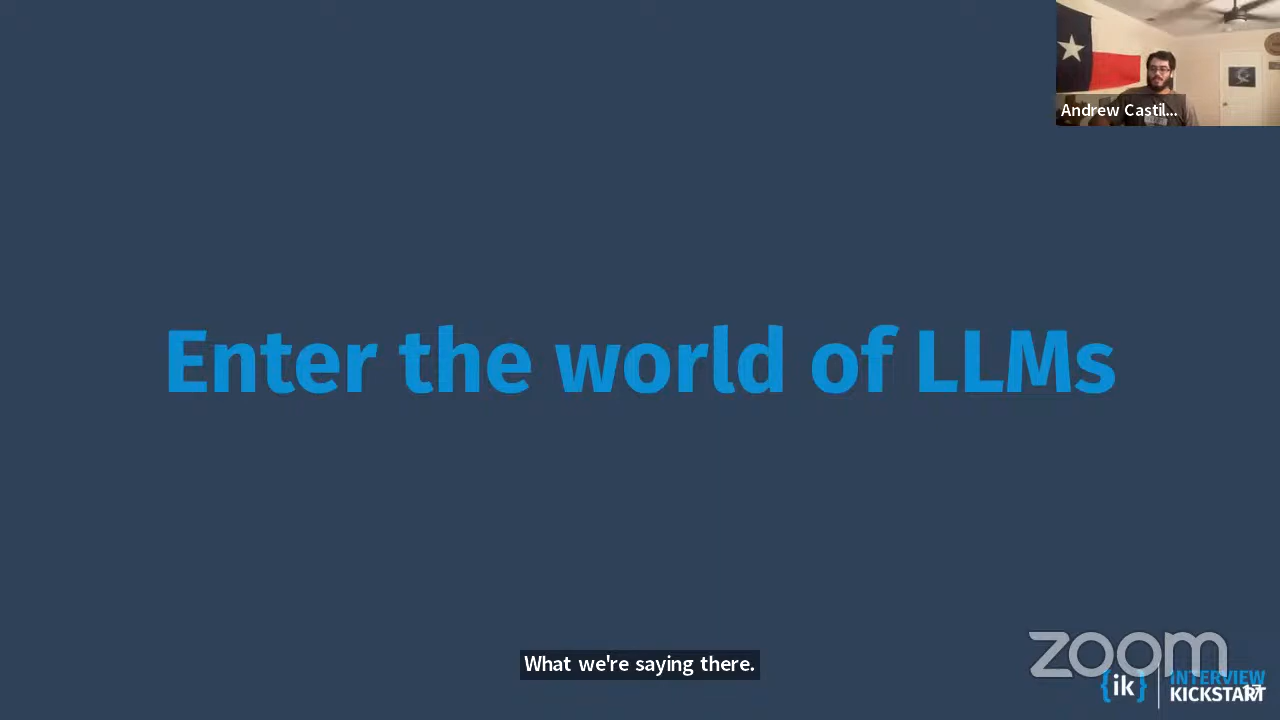 Andrew Castil...
Enter the world of LLMs
What we're saying there.
zoom
{ik} INTERVIEW
KICKSTART